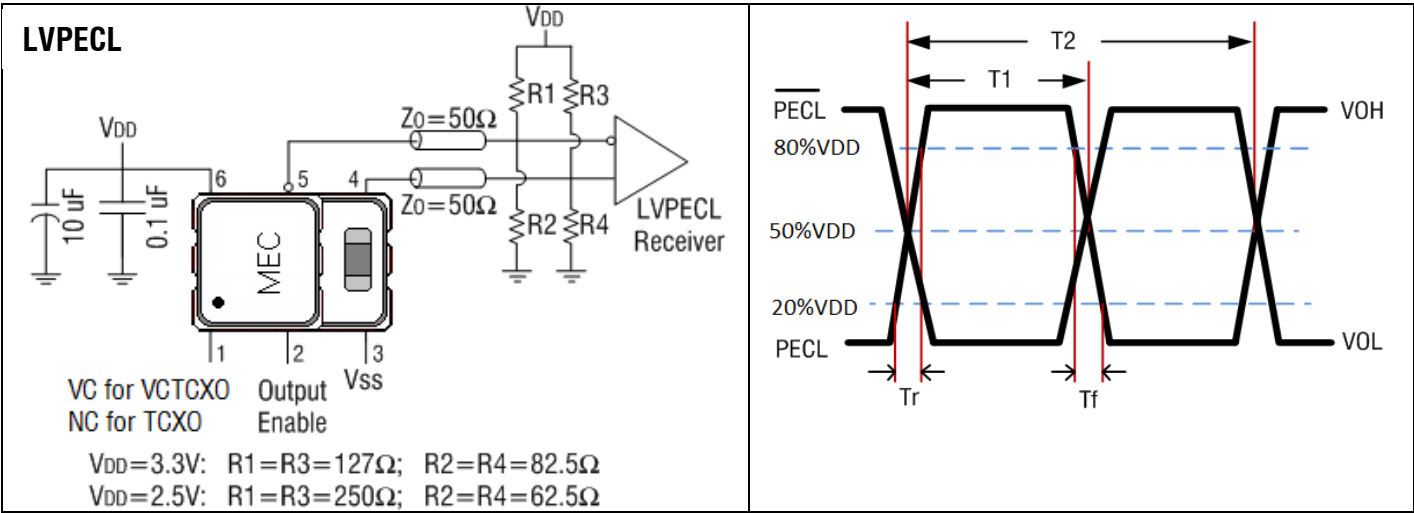 LVPECL
VDD
R1 R3
Z0=50Ω
VDD
6 5 4
Z0=50Ω
10 uF
0.1 uF
R2 R4
LVPECL
Receiver
MEC
1 2 3
VC for VCTCXO
NC for TCXO
Output
Enable
Vss
VDD=3.3V: R1=R3=127Ω; R2=R4=82.5Ω
VDD=2.5V: R1=R3=250Ω; R2=R4=62.5Ω
T2
T1
PECL
VOH
80%VDD
50%VDD
20%VDD
PECL
VOL
Tr
Tf